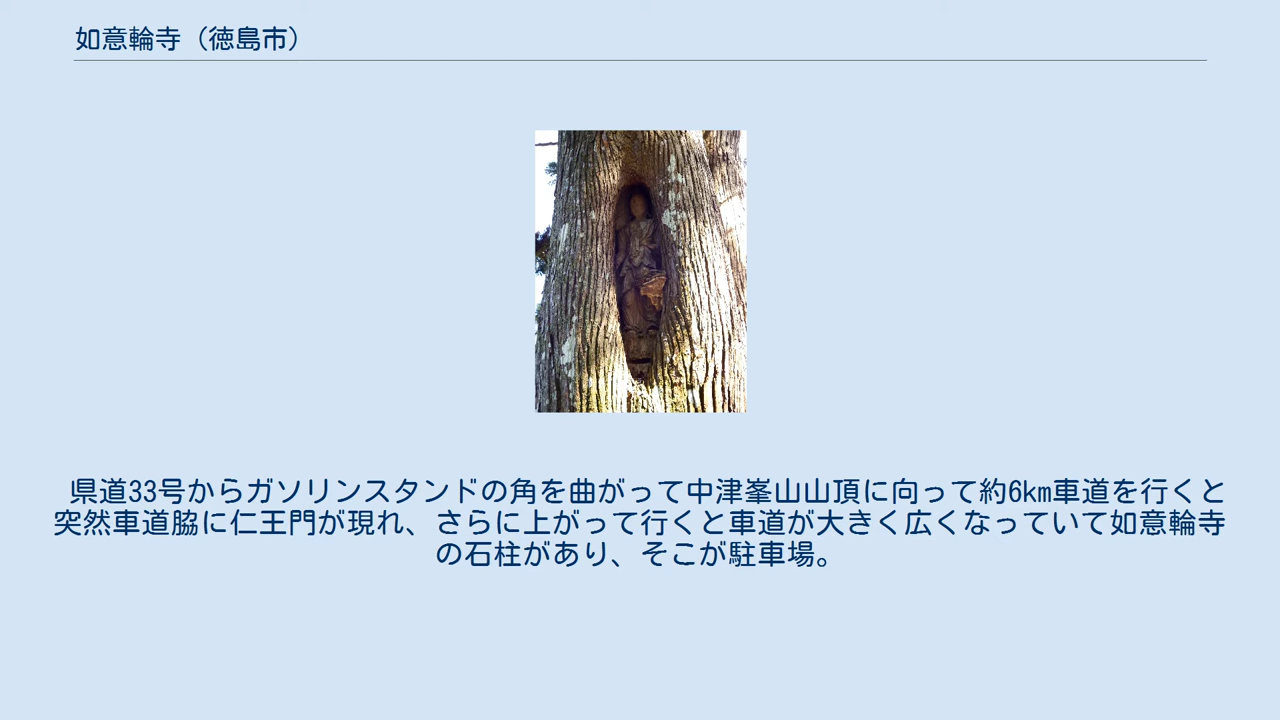 如意輪寺（徳島市）
県道33号からガソリンスタンドの角を曲がって中津峯山山頂に向って約6km車道を行くと
突然車道脇に仁王門が現れ、さらに上がって行くと車道が大きく広くなっていて如意輪寺
の石柱があり、そこが駐車場。